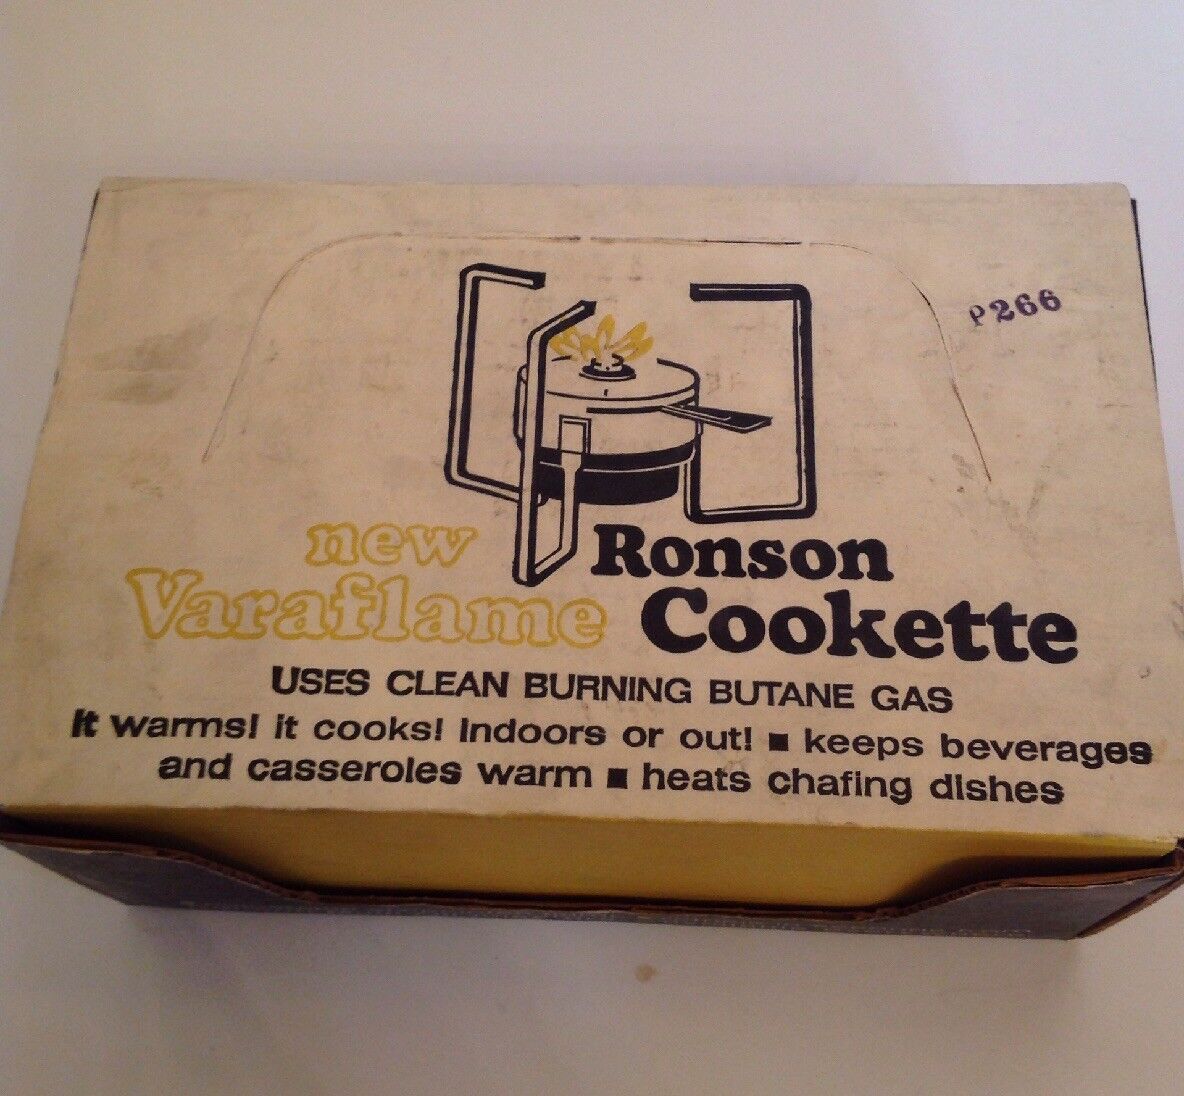 P266
new Ronson
Varaflame Cookette
USES CLEAN BURNING BUTANE GAS
It warms! it cooks! Indoors or out! ■ keeps beverages
and casseroles warm ■ heats chafing dishes